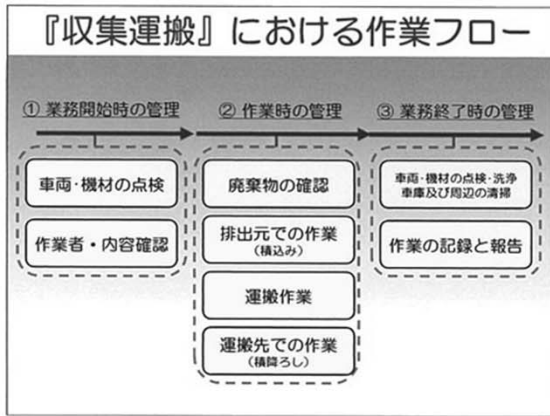 『収集運搬』における作業フロー
① 業務開始時の管理
車両・機材の点検
作業者・内容確認
② 作業時の管理
廃棄物の確認
排出元での作業
(積込み)
運搬作業
運搬先での作業
(積降ろし)
③ 業務終了時の管理
車両・機材の点検・洗浄
車庫及び周辺の清掃
作業の記録と報告